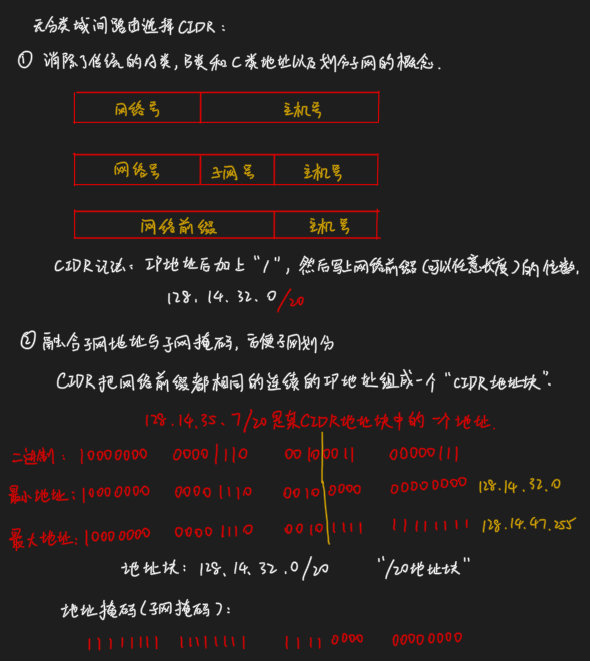 无分类域间路由选择CIDR:
① 消除了传统的A类,B类和C类地址以及划分子网的概念.
网络号 主机号
网络号 子网号 主机号
网络前缀 主机号
CIDR记法: IP地址后加上“/”, 然后写上网络前缀(可以任意长度)的位数.
128.14.32.0/20
② 融合子网地址与子网掩码, 方便子网划分
CIDR把网络前缀都相同的连续的IP地址组成一个“CIDR地址块”.
128.14.35.7/20是某CIDR地址块中的一个地址.
二进制: 10000000 00001110 00100011 00000111
最小地址: 10000000 00001110 00100000 00000000 128.14.32.0
最大地址: 10000000 00001110 00101111 11111111 128.14.47.255
地址块: 128.14.32.0/20 “/20地址块”
地址掩码(子网掩码):
11111111 11111111 11110000 00000000